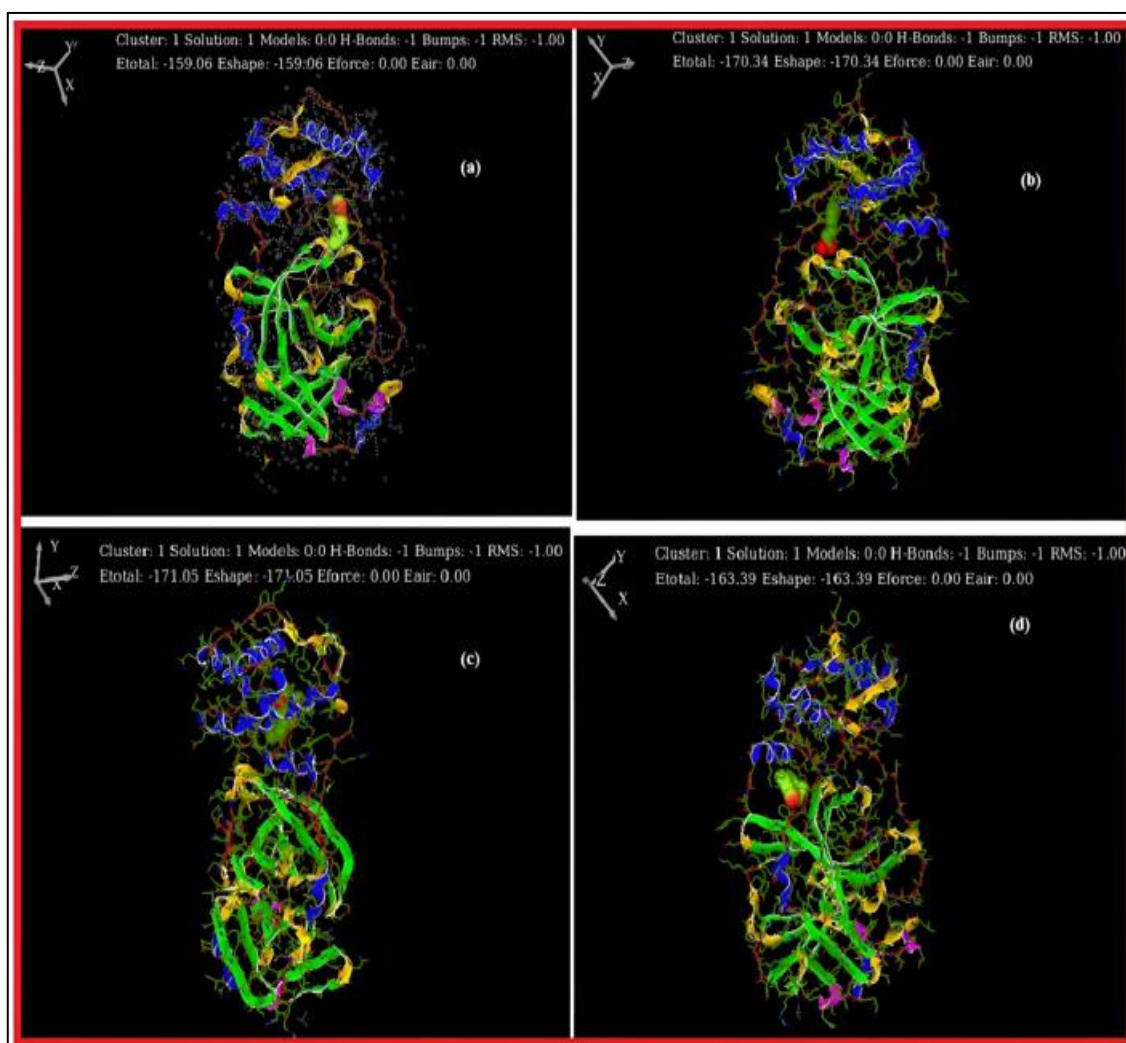 Cluster: 1 Solution: 1 Models: 0:0 H-Bonds: -1 Bumps: -1 RMS: -1.00
Etotal: -159.06 Eshape: -159:06 Eforce: 0.00 Eair: 0.00
Y
Z
X
(a)
Cluster: 1 Solution: 1 Models: 0:0 H-Bonds: -1 Bumps: -1 RMS: -1.00
Etotal: -170.34 Eshape: -170.34 Eforce: 0.00 Eair: 0.00
Y
Z
X
(b)
Cluster: 1 Solution: 1 Models: 0:0 H-Bonds: -1 Bumps: -1 RMS: -1.00
Etotal: -171.05 Eshape: -171.05 Eforce: 0.00 Eair: 0.00
Y
Z
X
(c)
Cluster: 1 Solution: 1 Models: 0:0 H-Bonds: -1 Bumps: -1 RMS: -1.00
Etotal: -163.39 Eshape: -163.39 Eforce: 0.00 Eair: 0.00
Y
Z
X
(d)